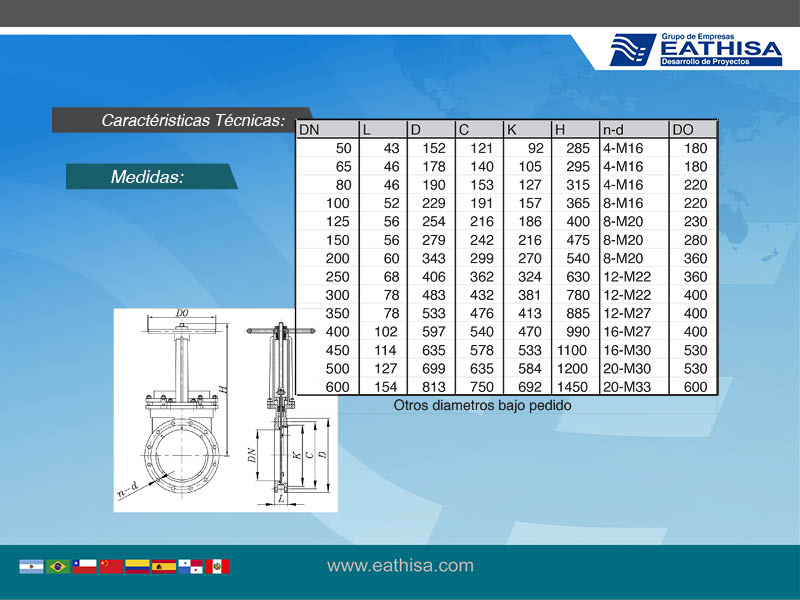 Grupo de Empresas
EATHISA
Desarrollo de Proyectos
Caractéristicas Técnicas:
Medidas:
DN L D C K H n-d DO
50 43 152 121 92 285 4-M16 180
65 46 178 140 105 295 4-M16 180
80 46 190 153 127 315 4-M16 220
100 52 229 191 157 365 8-M16 220
125 56 254 216 186 400 8-M20 230
150 56 279 242 216 475 8-M20 280
200 60 343 299 270 540 8-M20 360
250 68 406 362 324 630 12-M22 360
300 78 483 432 381 780 12-M22 400
350 78 533 476 413 885 12-M27 400
400 102 597 540 470 990 16-M27 400
450 114 635 578 533 1100 16-M30 530
500 127 699 635 584 1200 20-M30 530
600 154 813 750 692 1450 20-M33 600
Otros diametros bajo pedido
DO
H
n-d
DN
K
C
D
L
www.eathisa.com